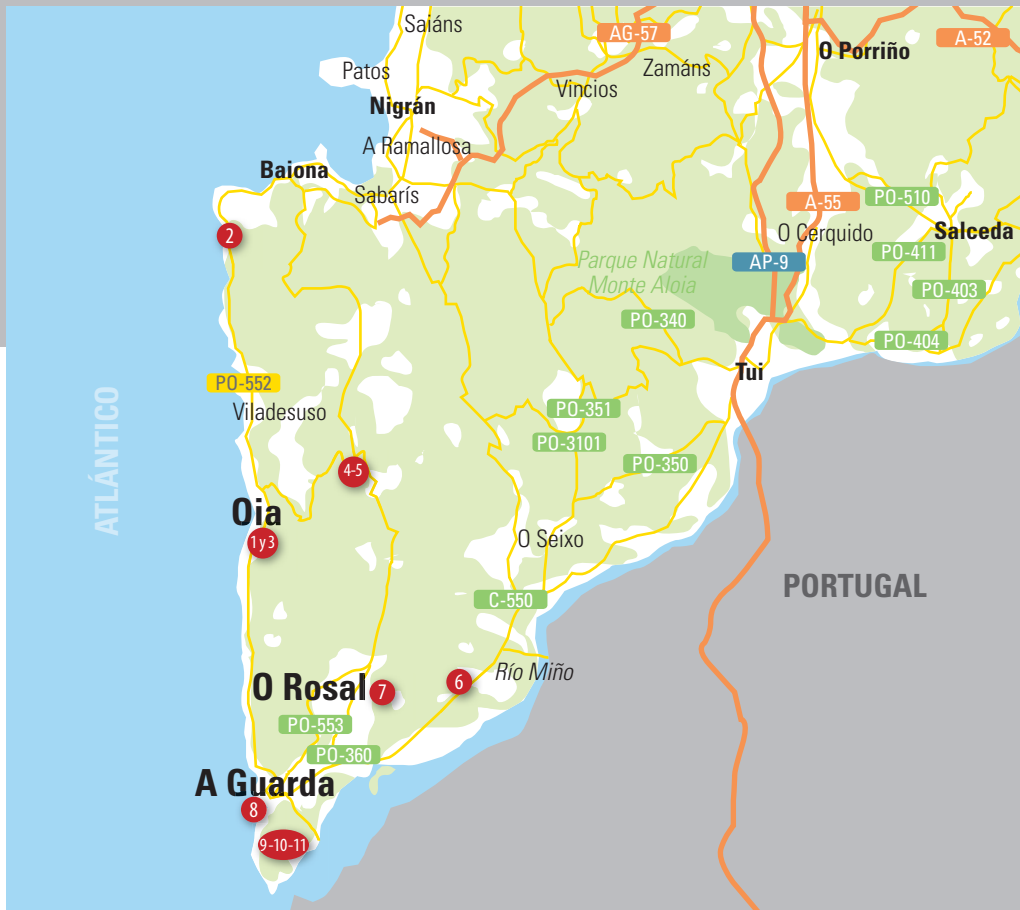 Saiáns
AG-57
A-52
O Porriño
Patos
Zamáns
Vincios
Nigrán
A Ramallosa
Baiona
Sabarís
PO-510
A-55
2
O Cerquido
Salceda
PO-411
Parque Natural
Monte Aloia
AP-9
PO-403
PO-340
PO-404
Tui
PO-552
Viladesuso
PO-351
ATLÁNTICO
PO-3101
4-5
PO-350
Oia
1 y 3
O Seixo
PORTUGAL
C-550
Río Miño
O Rosal
7
6
PO-553
PO-360
A Guarda
8
9-10-11